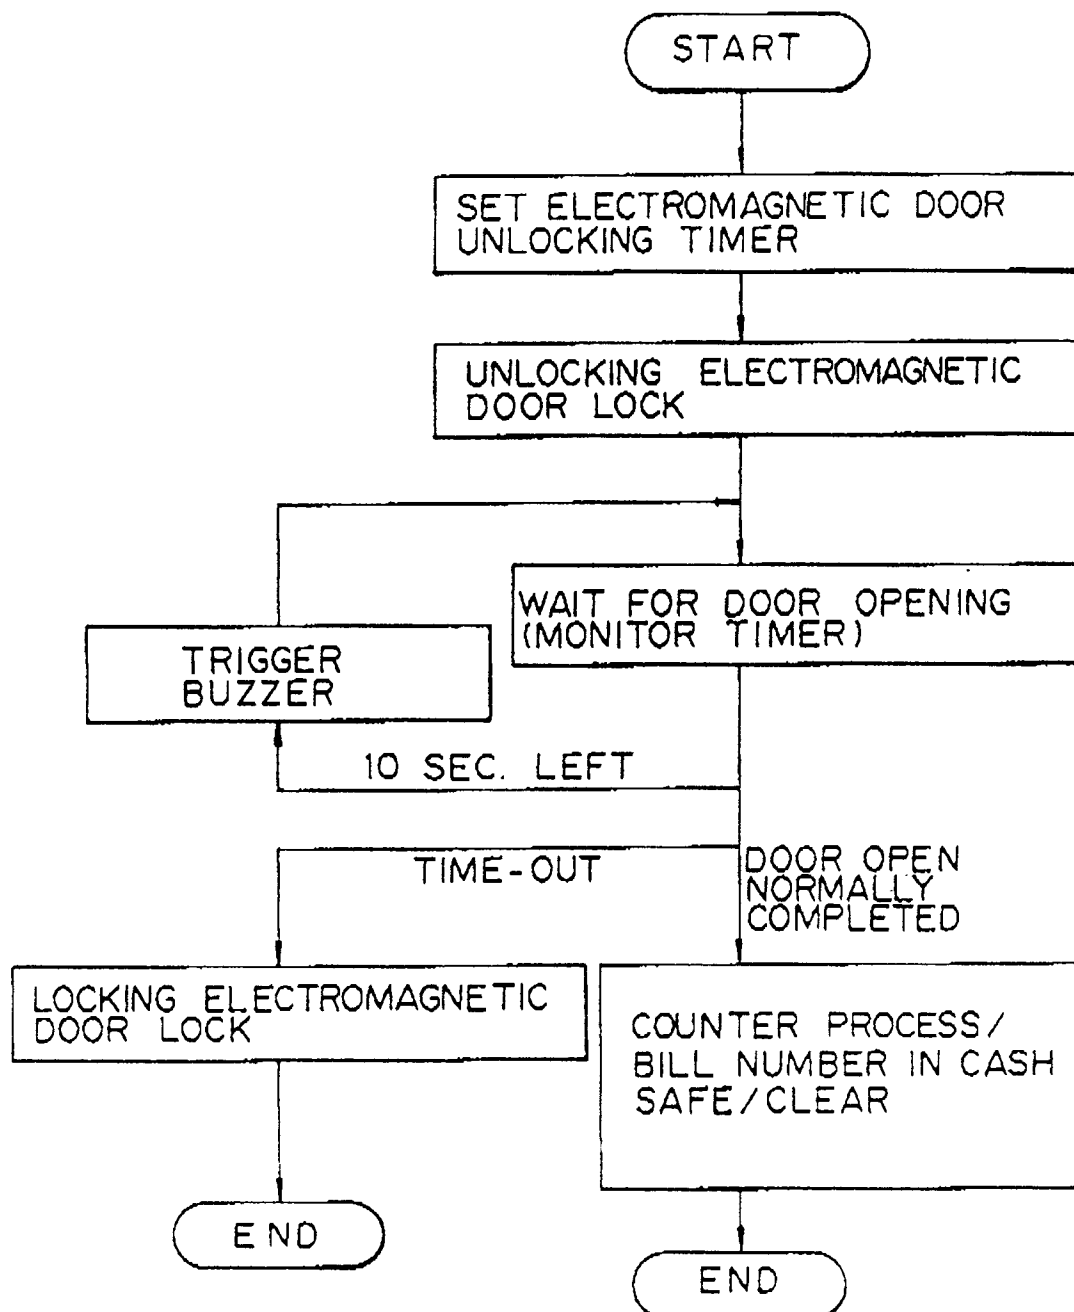 START
SET ELECTROMAGNETIC DOOR
UNLOCKING TIMER
UNLOCKING ELECTROMAGNETIC
DOOR LOCK
WAIT FOR DOOR OPENING
(MONITOR TIMER)
TRIGGER
BUZZER
10 SEC. LEFT
TIME-OUT
DOOR OPEN
NORMALLY
COMPLETED
LOCKING ELECTROMAGNETIC
DOOR LOCK
COUNTER PROCESS/
BILL NUMBER IN CASH
SAFE/CLEAR
END
END